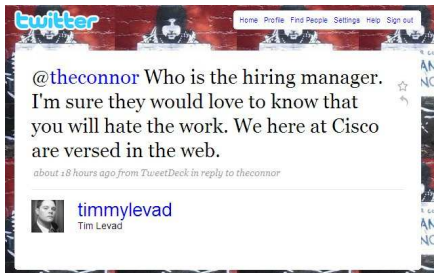 twitter
Home Profile Find People Settings Help Sign out
@theconnor Who is the hiring manager.
I'm sure they would love to know that
you will hate the work. We here at Cisco
are versed in the web.
about 18 hours ago from TweetDeck in reply to theconnor
timmylevad
Tim Levad